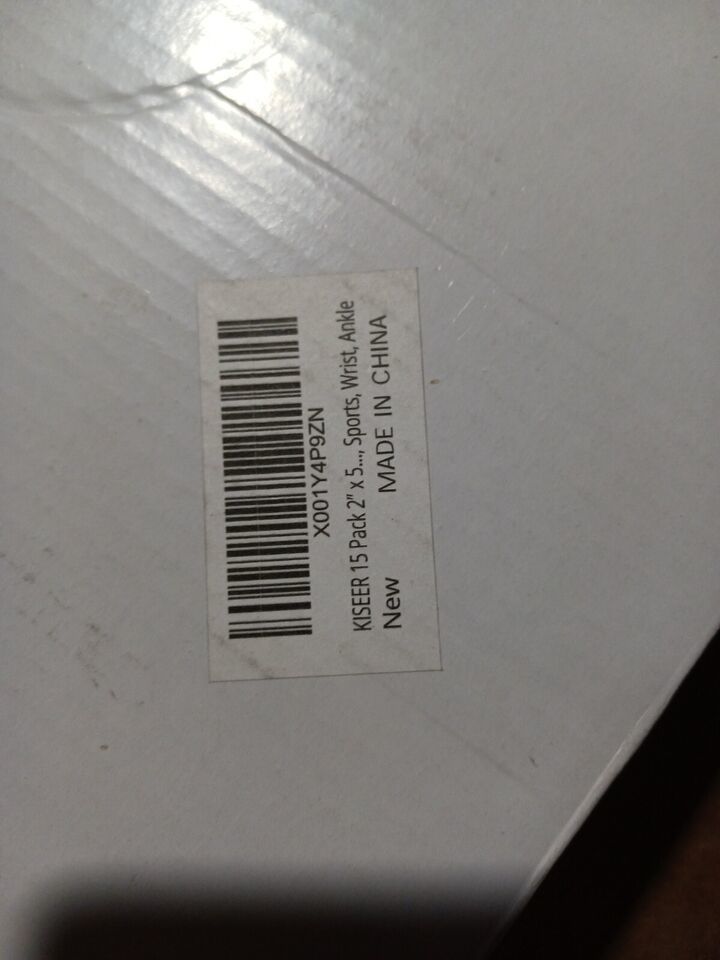 X001Y4P9ZN
KISEER 15 Pack 2" x 5..., Sports, Wrist, Ankle
New MADE IN CHINA